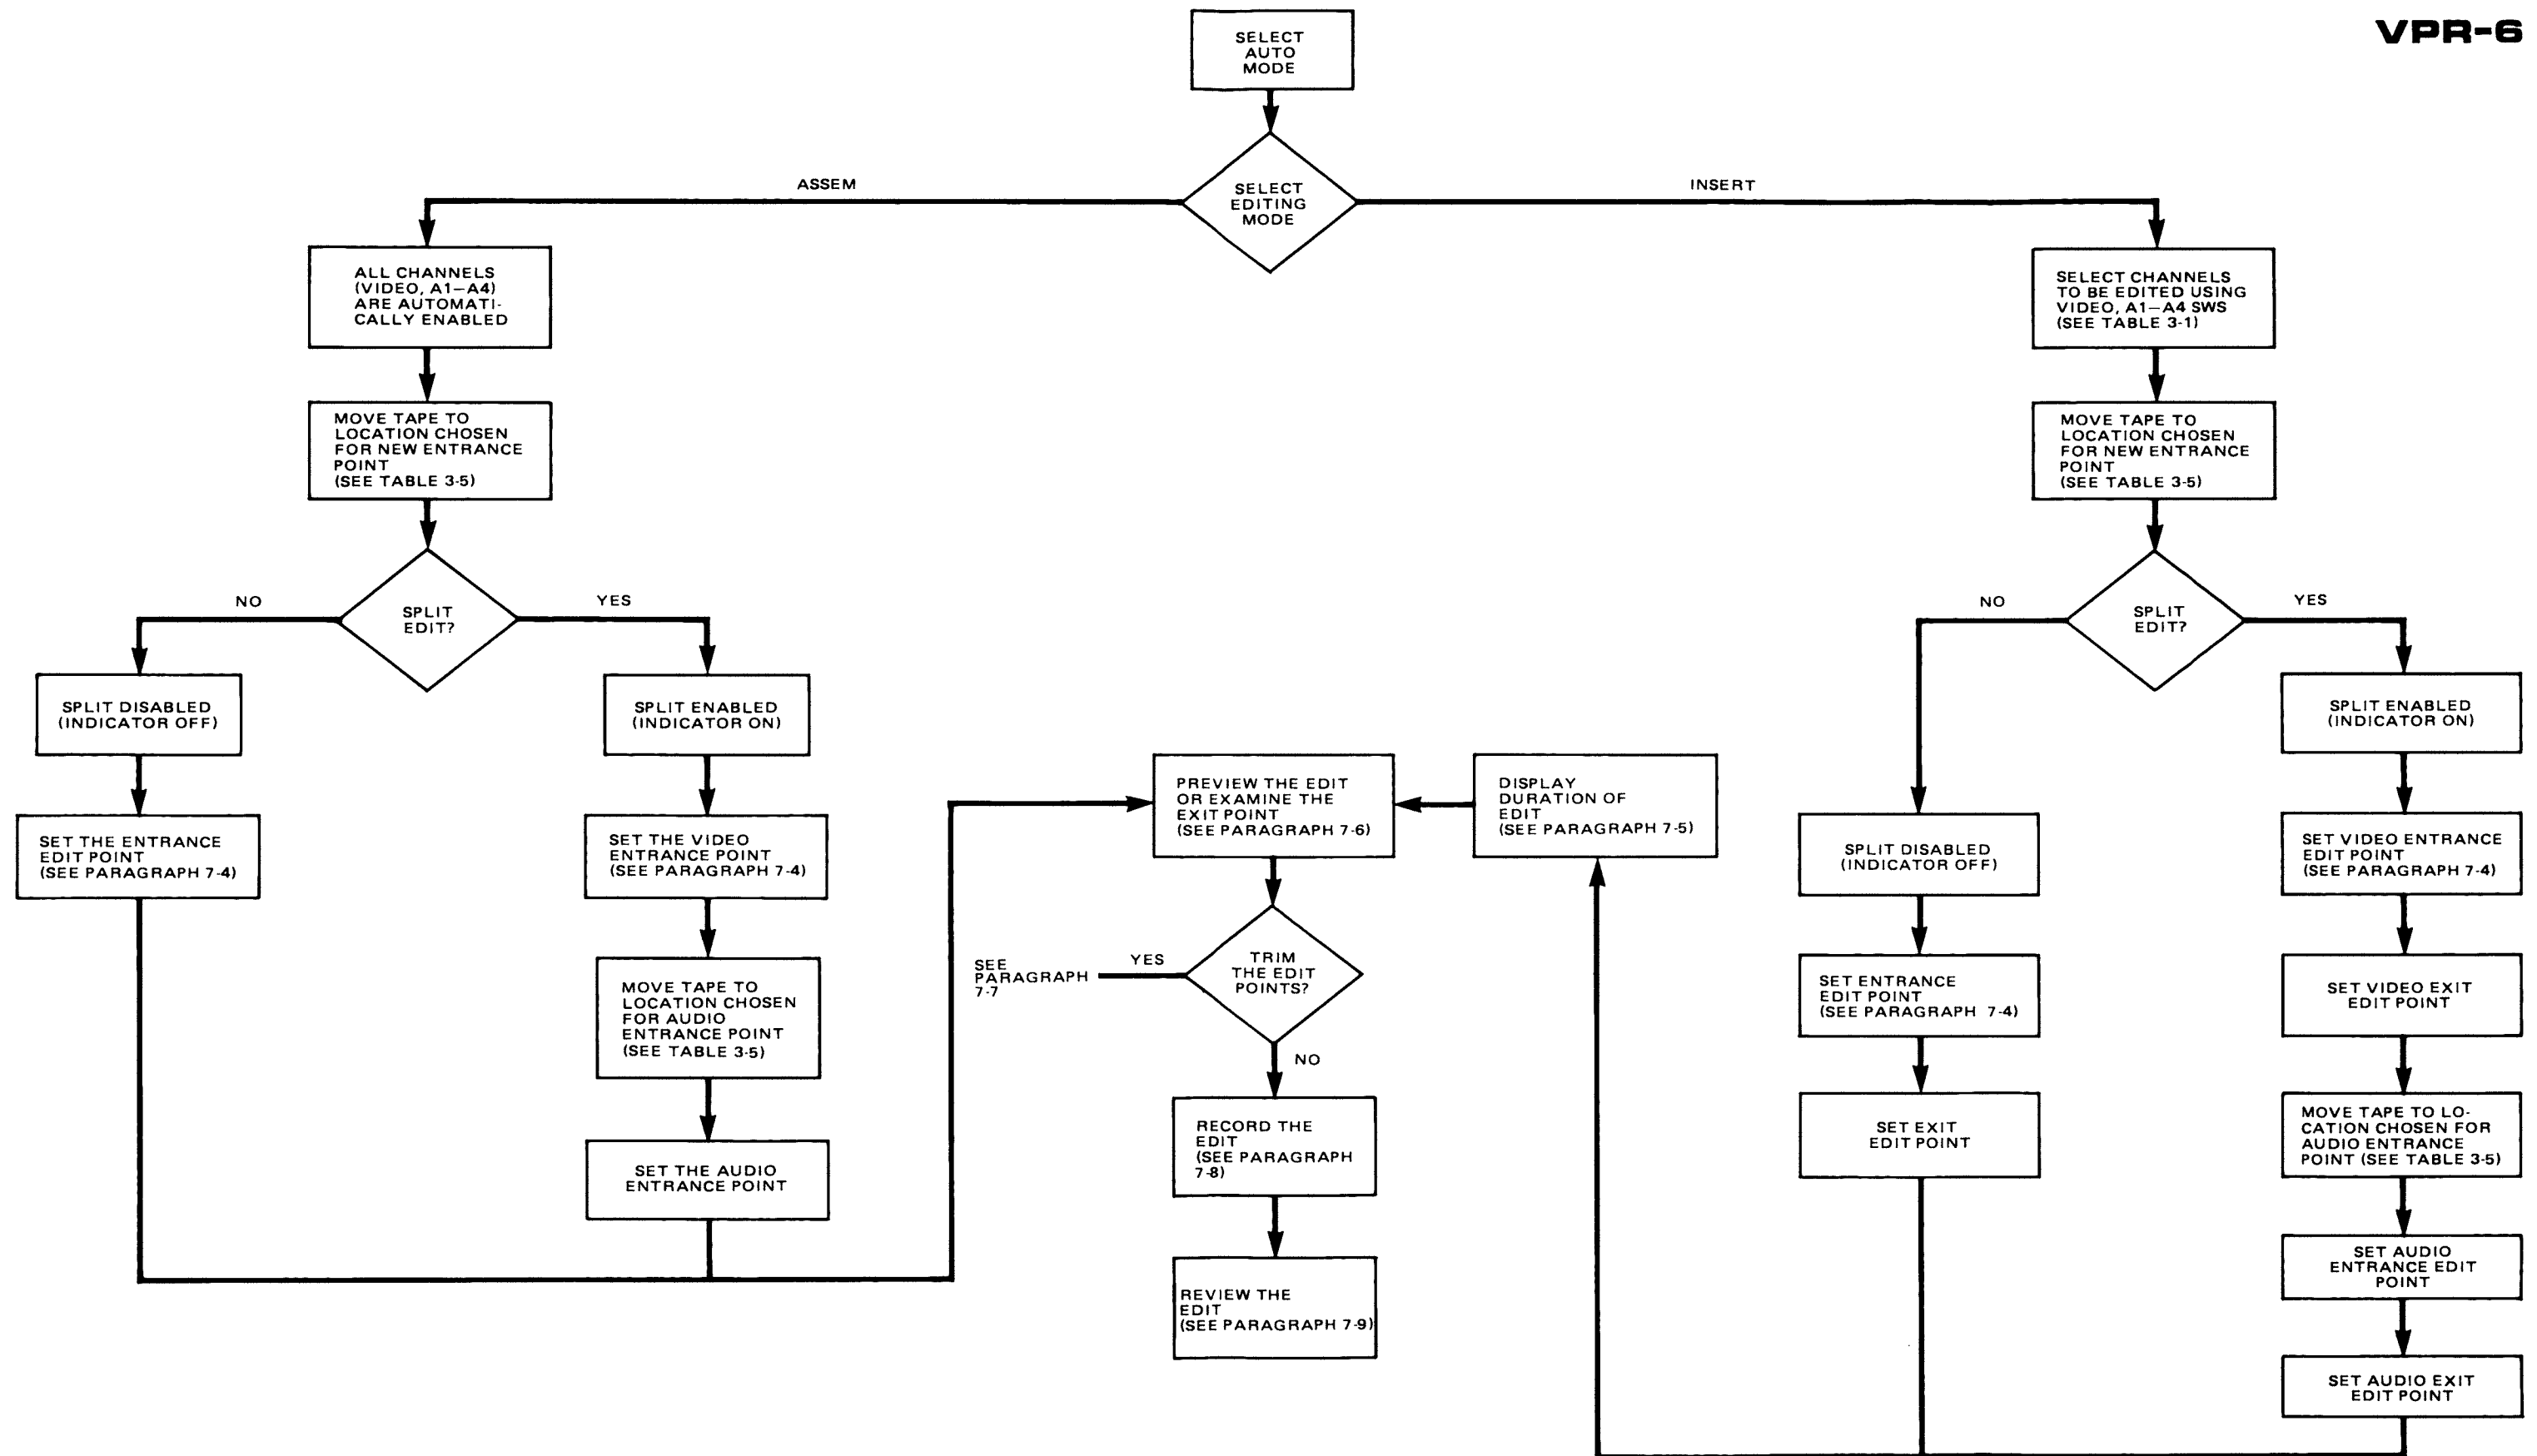 VPR-6
SELECT
AUTO
MODE
ASSEM
SELECT
EDITING
MODE
INSERT
ALL CHANNELS
(VIDEO, A1—A4)
ARE AUTOMATI-
CALLY ENABLED
SELECT CHANNELS
TO BE EDITED USING
VIDEO, A1—A4 SWS
(SEE TABLE 3-1)
MOVE TAPE TO
LOCATION CHOSEN
FOR NEW ENTRANCE
POINT
(SEE TABLE 3-5)
MOVE TAPE TO
LOCATION CHOSEN
FOR NEW ENTRANCE
POINT
(SEE TABLE 3-5)
NO
SPLIT
EDIT?
YES
NO
SPLIT
EDIT?
YES
SPLIT DISABLED
(INDICATOR OFF)
SPLIT ENABLED
(INDICATOR ON)
SPLIT ENABLED
(INDICATOR ON)
SET THE ENTRANCE
EDIT POINT
(SEE PARAGRAPH 7-4)
SET THE VIDEO
ENTRANCE POINT
(SEE PARAGRAPH 7-4)
PREVIEW THE EDIT
OR EXAMINE THE
EXIT POINT
(SEE PARAGRAPH 7-6)
DISPLAY
DURATION OF
EDIT
(SEE PARAGRAPH 7-5)
SPLIT DISABLED
(INDICATOR OFF)
SET VIDEO ENTRANCE
EDIT POINT
(SEE PARAGRAPH 7-4)
MOVE TAPE TO
LOCATION CHOSEN
FOR AUDIO
ENTRANCE POINT
(SEE TABLE 3-5)
SEE
PARAGRAPH
7-7
YES
TRIM
THE EDIT
POINTS?
NO
SET ENTRANCE
EDIT POINT
(SEE PARAGRAPH 7-4)
SET VIDEO EXIT
EDIT POINT
SET THE AUDIO
ENTRANCE POINT
RECORD THE
EDIT
(SEE PARAGRAPH
7-8)
SET EXIT
EDIT POINT
MOVE TAPE TO LO-
CATION CHOSEN FOR
AUDIO ENTRANCE
POINT (SEE TABLE 3-5)
REVIEW THE
EDIT
(SEE PARAGRAPH 7-9)
SET AUDIO
ENTRANCE EDIT
POINT
SET AUDIO EXIT
EDIT POINT